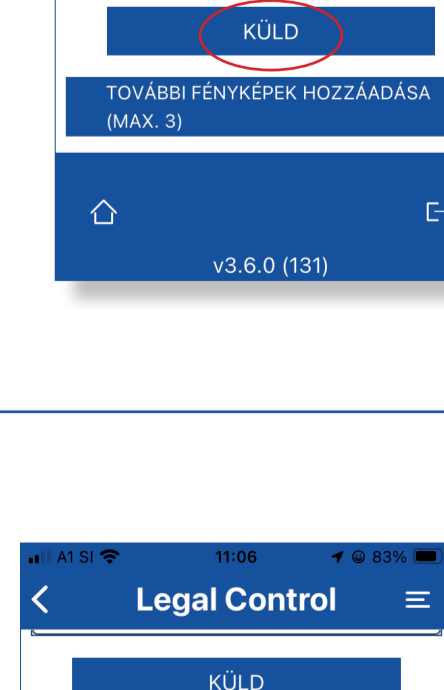 KÜLD
TOVÁBBI FÉNYKÉPEK HOZZÁADÁSA
(MAX. 3)
v3.6.0 (131)
A1 SI 11:06 83%
Legal Control
KÜLD